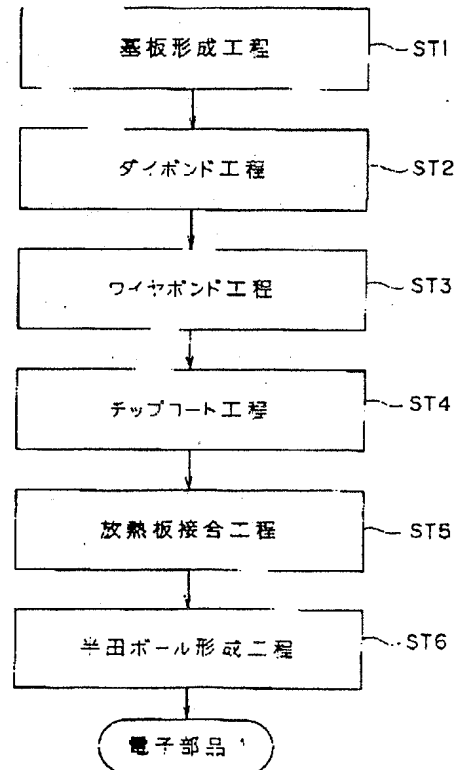 基板形成工程
ST1
ダイボンド工程
ST2
ワイヤボンド工程
ST3
チップコート工程
ST4
放熱板接合工程
ST5
半田ボール形成工程
ST6
電子部品 1